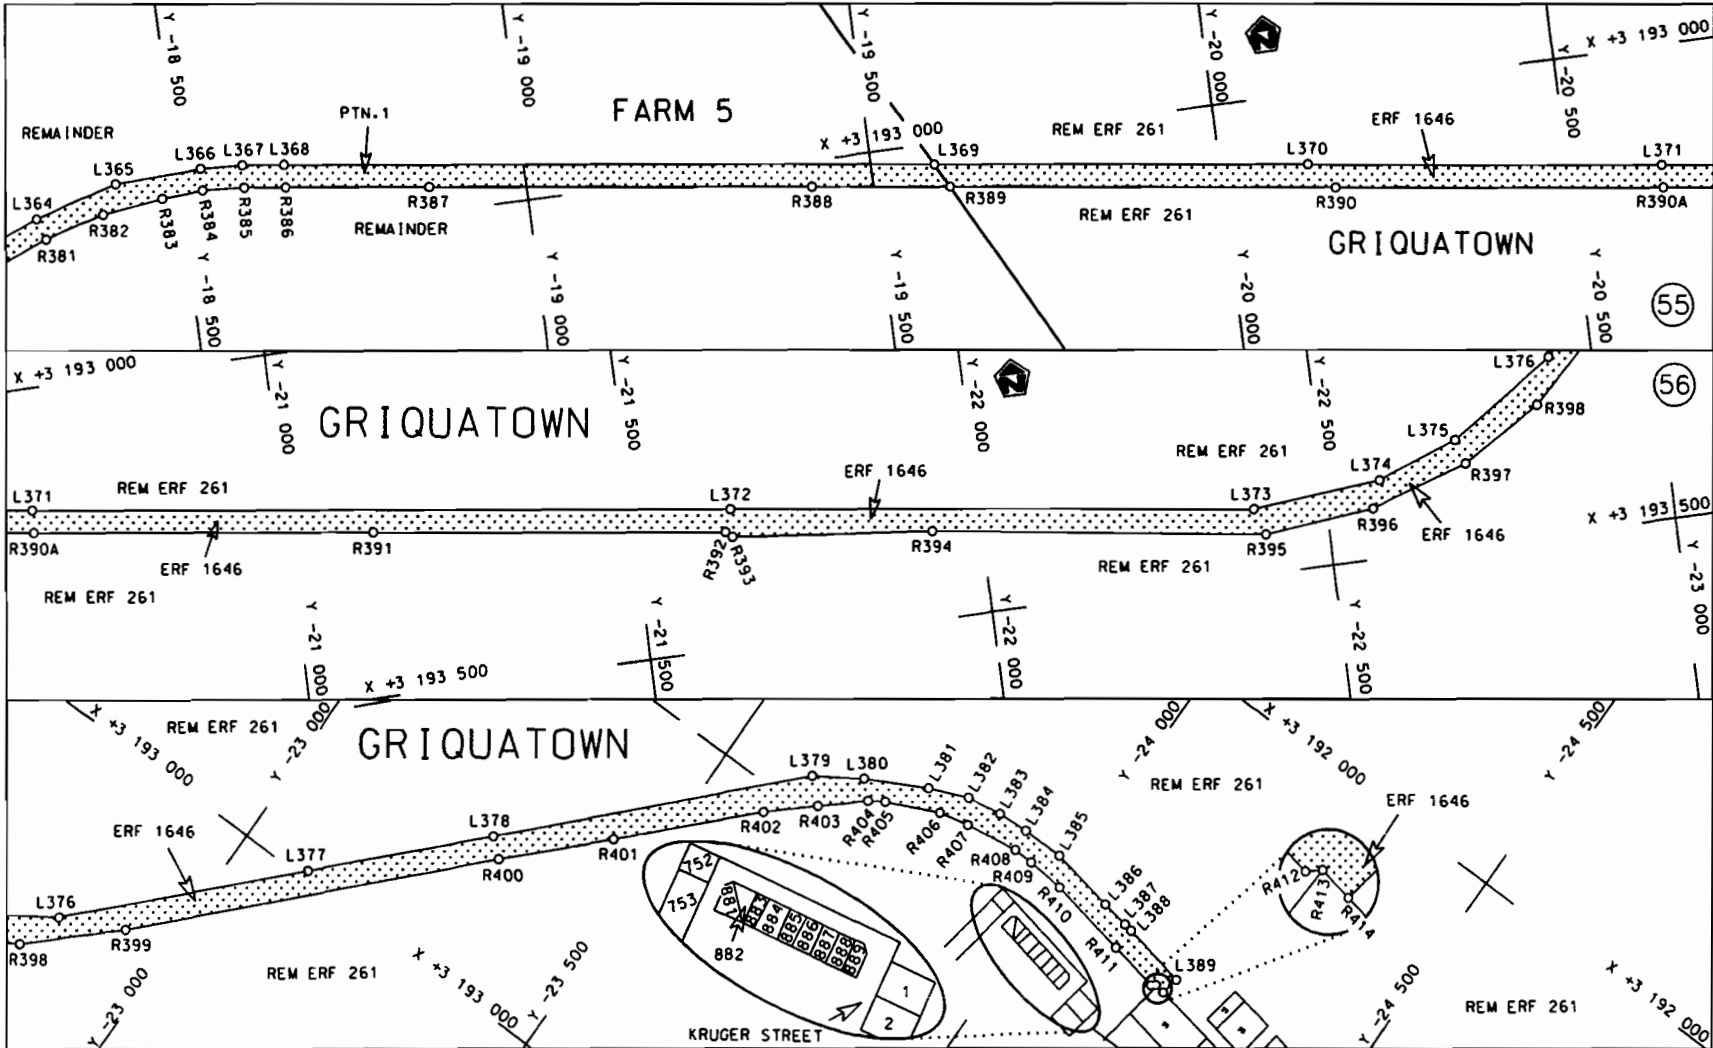 Y -18 500
Y -19 000
Y -19 500
Y -20 000
N
Y -20 500
X +3 193 000
REMAINDER
PTN.1
FARM 5
X +3 193 000
REM ERF 261
ERF 1646
L364
L365
L366
L367
L368
L369
L370
L371
R381
R382
R383
R384
R385
R386
R387
R388
R389
R390
R390A
REMAINDER
REM ERF 261
GRIQUATOWN
Y -18 500
Y -19 000
Y -19 500
Y -20 000
Y -20 500
55
X +3 193 000
Y -21 000
Y -21 500
Y -22 000
N
Y -22 500
56
GRIQUATOWN
L371
REM ERF 261
L372
ERF 1646
REM ERF 261
L373
L374
L375
L376
R390A
ERF 1646
R391
R392
R393
R394
R395
R396
R397
R398
ERF 1646
X +3 193 500
REM ERF 261
REM ERF 261
Y -21 000
X +3 193 500
Y -21 500
Y -22 000
Y -22 500
Y -23 000
X +3 193 000
REM ERF 261
Y -23 000
GRIQUATOWN
Y -24 000
X +3 192 000
Y -24 500
REM ERF 261
ERF 1646
ERF 1646
L376
L377
L378
L379
L380
L381
L382
L383
L384
L385
L386
L387
L388
L389
R398
R399
R400
R401
R402
R403
R404
R405
R406
R407
R408
R409
R410
R411
R412
R413
R414
752
753
881
882
883
884
885
886
887
888
889
1
2
KRUGER STREET
Y -23 000
REM ERF 261
X +3 193 000
Y -23 500
Y -24 500
REM ERF 261
X +3 192 000